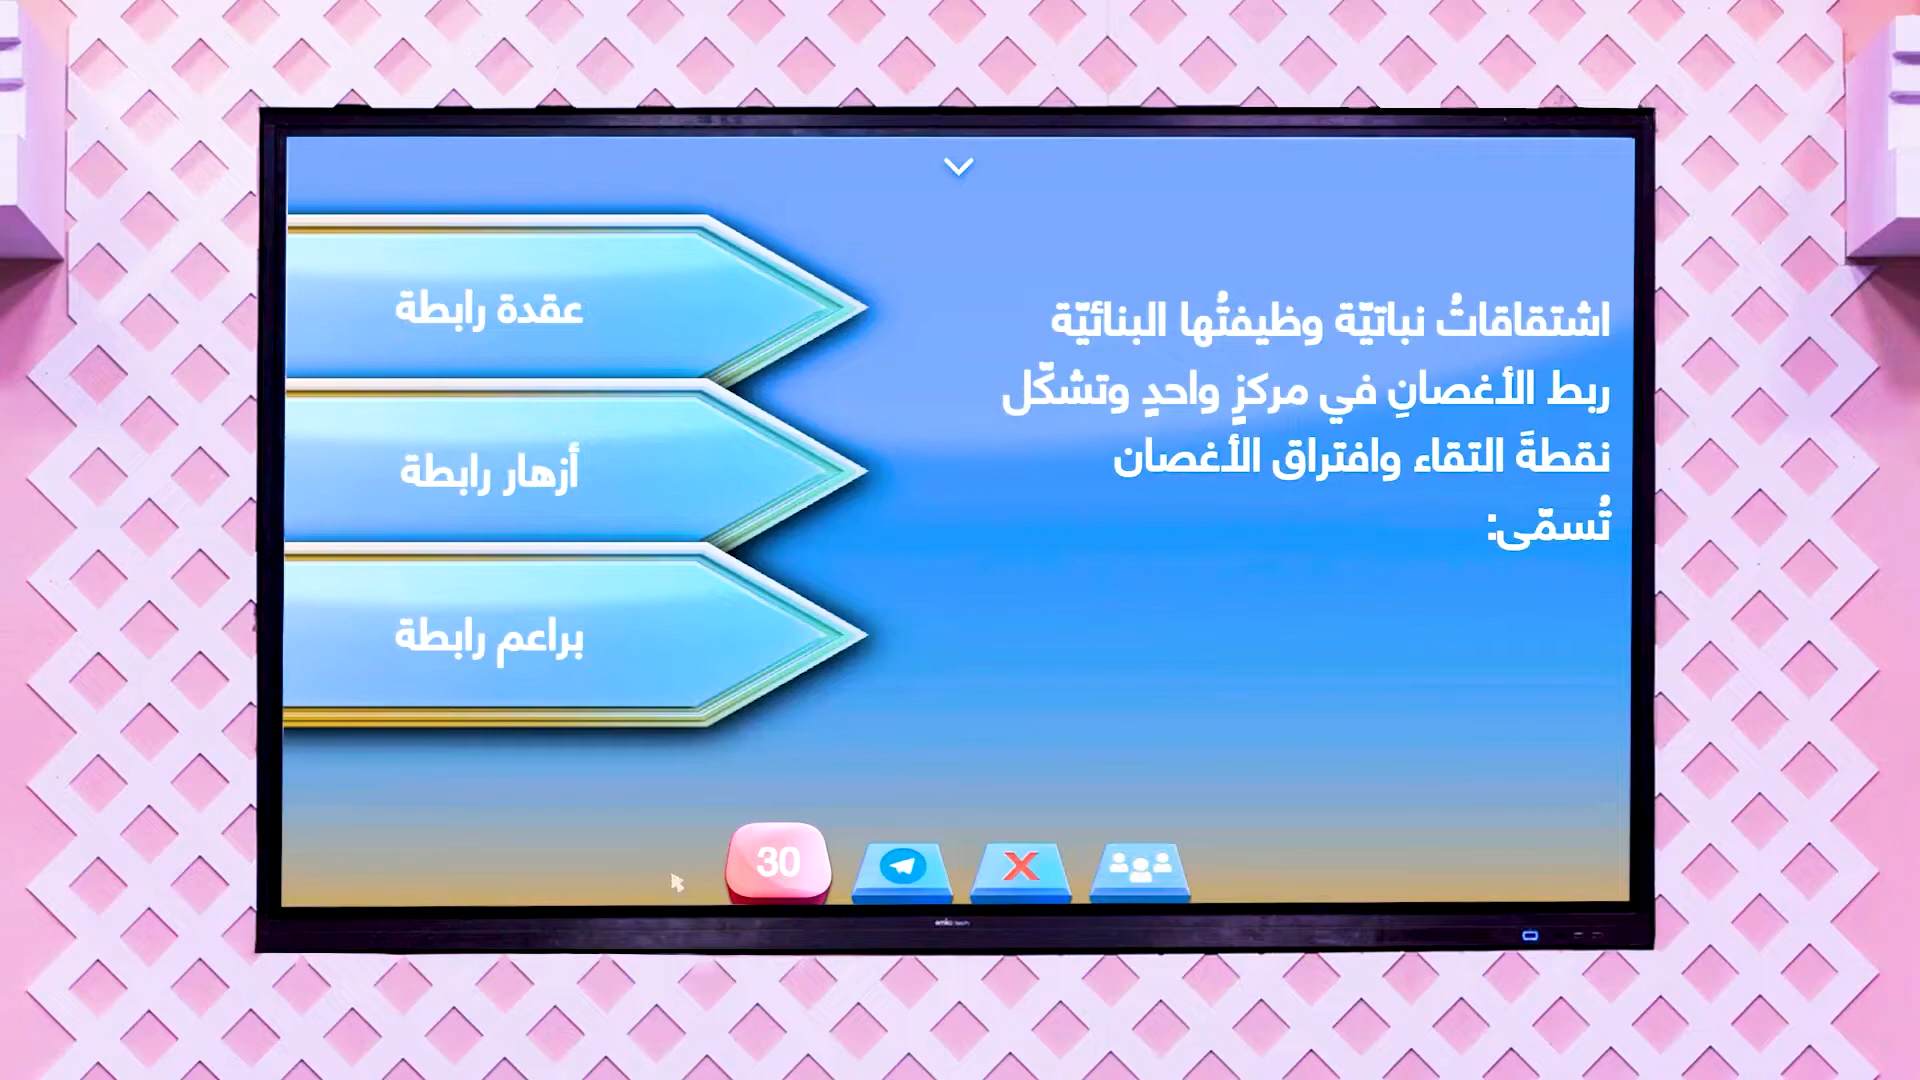 اشتقاقاتُ نباتيّة وظيفتُها البنائيّة
ربط الأغصانِ في مركزٍ واحدٍ وتشكّل
نقطةَ التقاء وافتراق الأغصان
تُسمّى:
عقدة رابطة
أزهار رابطة
براعم رابطة
30